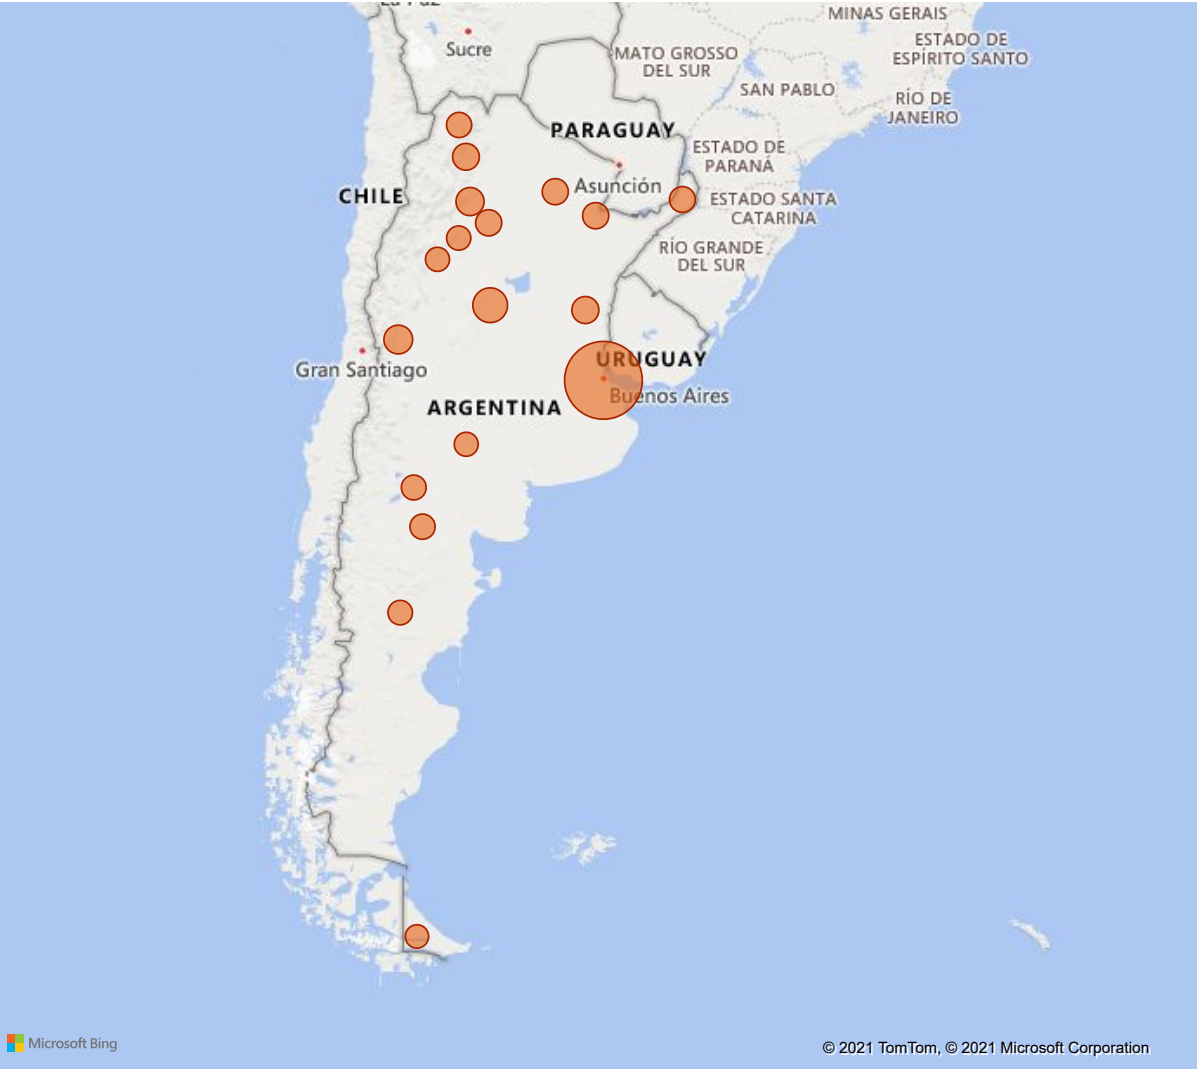 MINAS GERAIS
Sucre
MATO GROSSO
DEL SUR
ESTADO DE
ESPÍRITO SANTO
SAN PABLO
RÍO DE
JANEIRO
PARAGUAY
ESTADO DE
PARANÁ
Asunción
CHILE
ESTADO SANTA
CATARINA
RÍO GRANDE
DEL SUR
URUGUAY
Gran Santiago
Buenos Aires
ARGENTINA
Microsoft Bing
© 2021 TomTom, © 2021 Microsoft Corporation